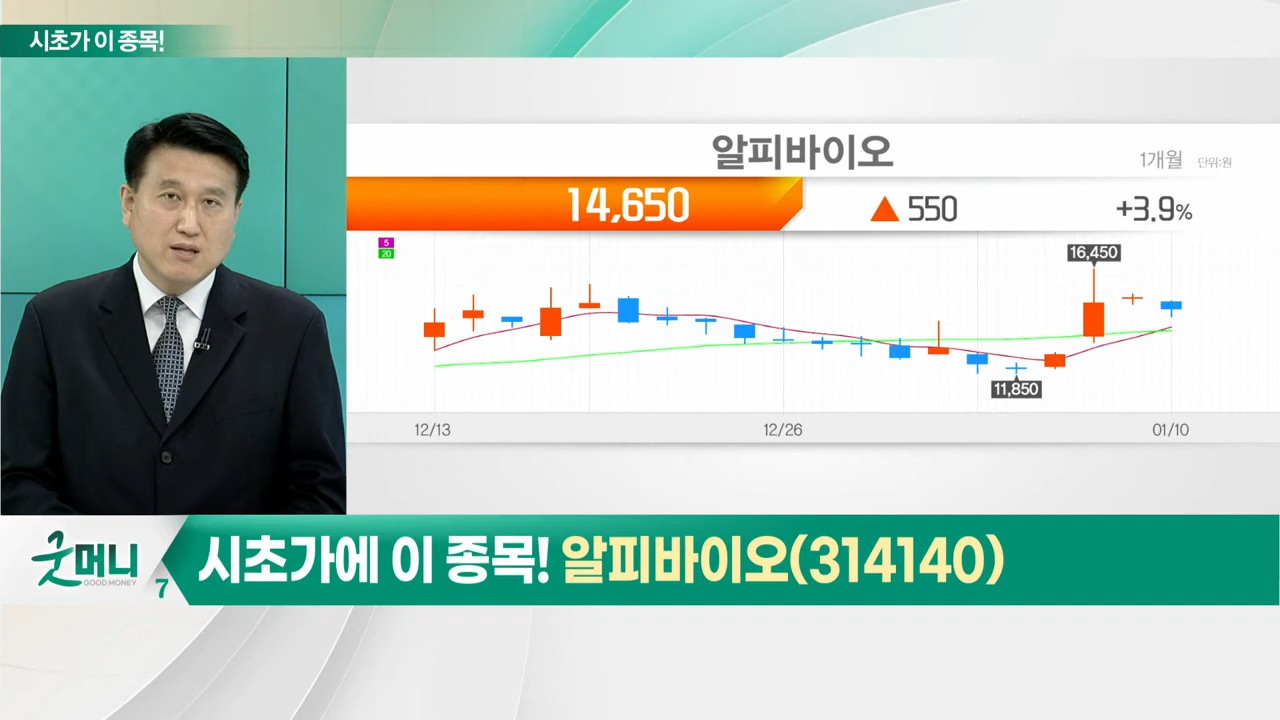 시초가 이 종목!
알피바이오
1개월 단위:원
14,650 ▲ 550 +3.9%
5
20
16,450
11,850
12/13 12/26 01/10
굿머니
GOOD MONEY
7
시초가에 이 종목! 알피바이오(314140)